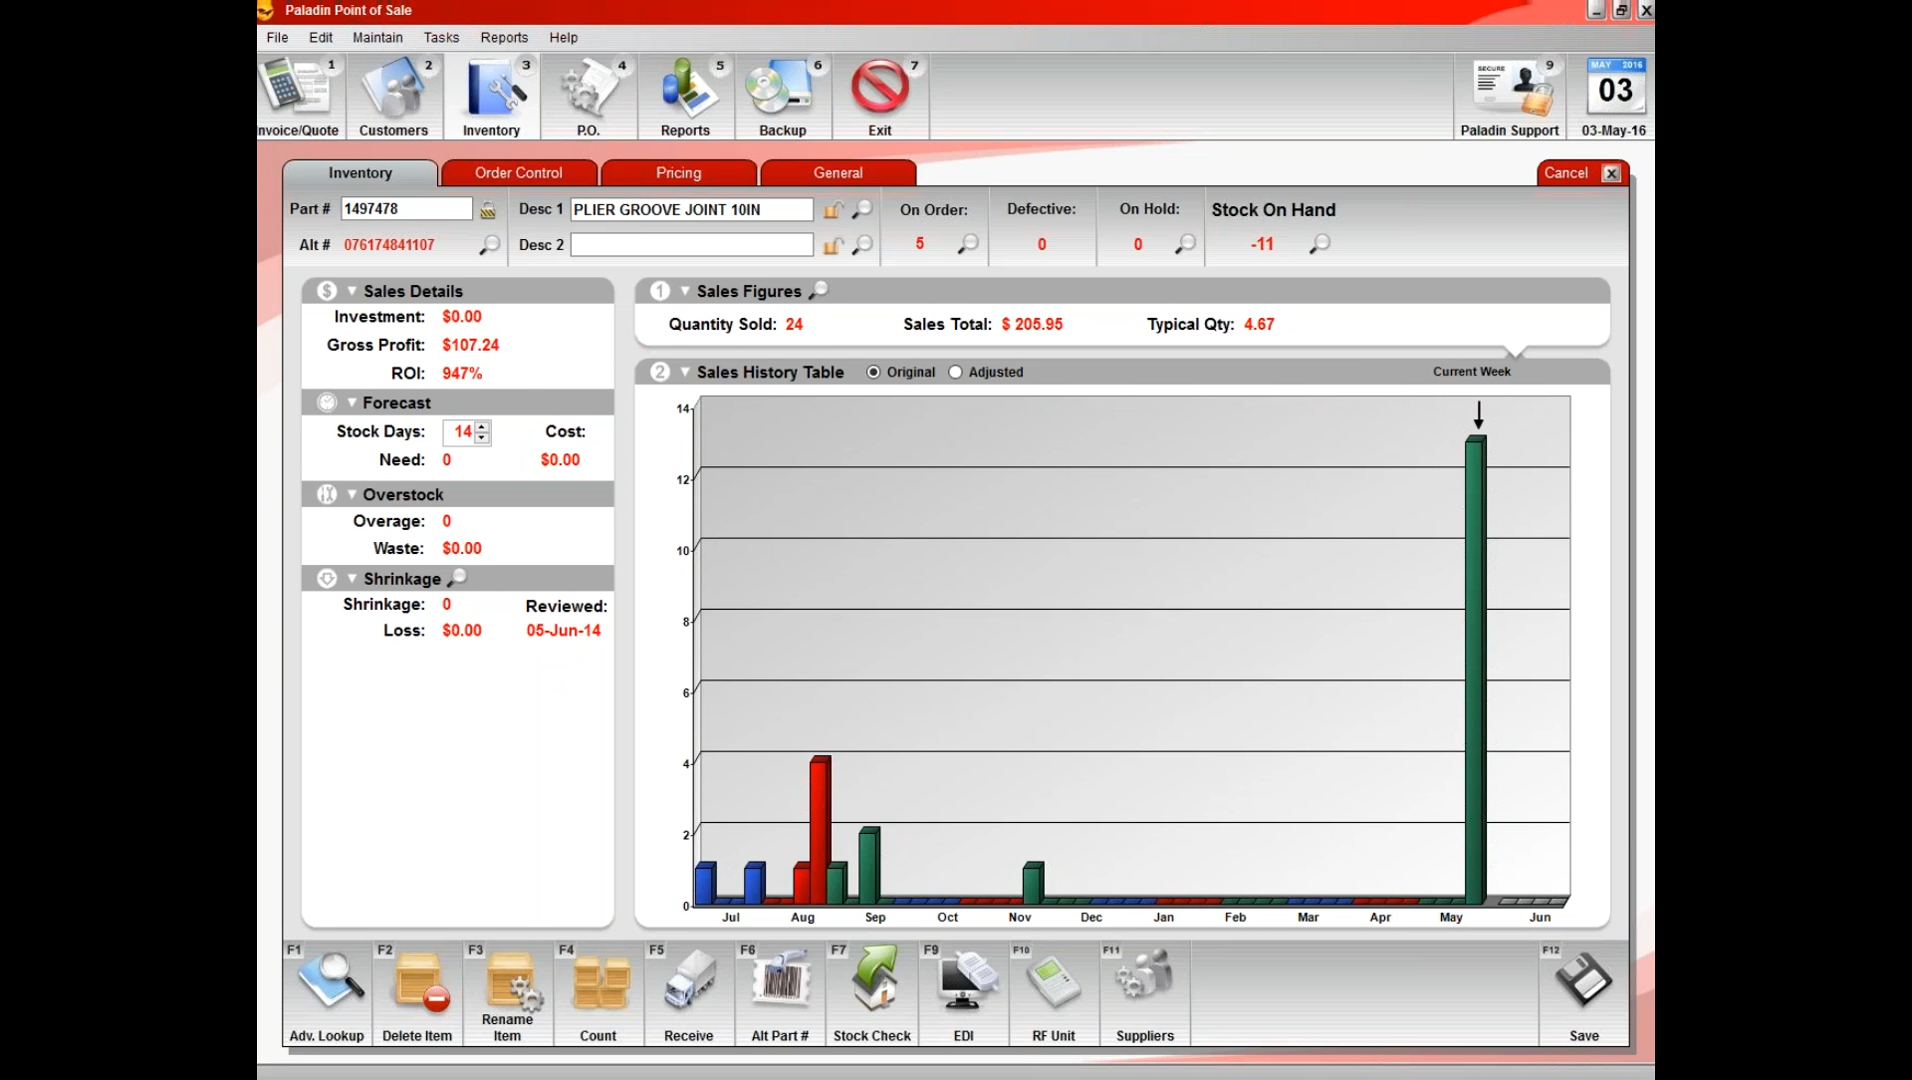 Paladin Point of Sale
File Edit Maintain Tasks Reports Help
1 2 3 4 5 6 7 9 MAY 2016
SECURE 03
nvoice/Quote Customers Inventory P.O. Reports Backup Exit Paladin Support 03-May-16
Inventory Order Control Pricing General Cancel X
Part # 1497478 Desc 1 PLIER GROOVE JOINT 10IN On Order: Defective: On Hold: Stock On Hand
Alt # 076174841107 Desc 2 5 0 0 -11
$ Sales Details
Investment: $0.00
Gross Profit: $107.24
ROI: 947%
Forecast
Stock Days: 14 Cost:
Need: 0 $0.00
Overstock
Overage: 0
Waste: $0.00
Shrinkage
Shrinkage: 0 Reviewed:
Loss: $0.00 05-Jun-14
1 Sales Figures
Quantity Sold: 24 Sales Total: $ 205.95 Typical Qty: 4.67
2 Sales History Table Original Adjusted Current Week
14
12
10
8
6
4
2
0
Jul Aug Sep Oct Nov Dec Jan Feb Mar Apr May Jun
F1 F2 F3 F4 F5 F6 F7 F9 F10 F11 F12
Adv. Lookup Delete Item Rename Item Count Receive Alt Part # Stock Check EDI RF Unit Suppliers Save